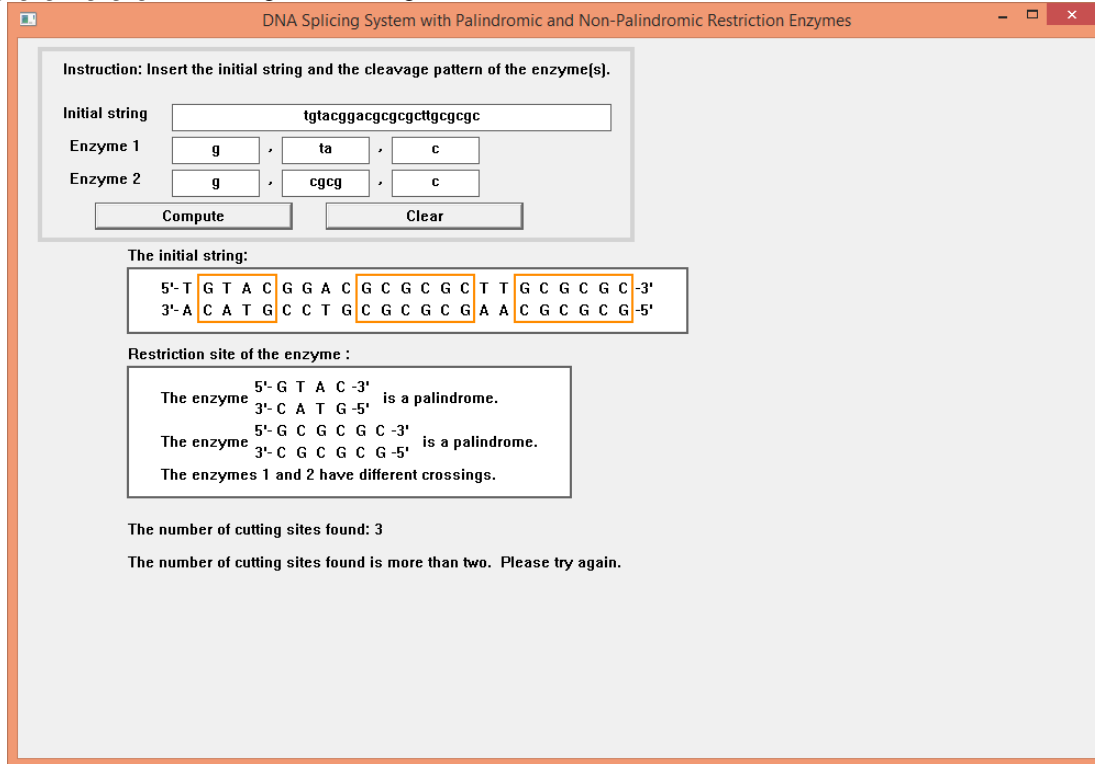 DNA Splicing System with Palindromic and Non-Palindromic Restriction Enzymes
Instruction: Insert the initial string and the cleavage pattern of the enzyme(s).
Initial string tgtacggacgcgcgcttgcgcgc
Enzyme 1 g , ta , c
Enzyme 2 g , cgcg , c
Compute Clear
The initial string:
5'- T G T A C G G A C G C G C G C T T G C G C G C -3'
3'- A C A T G C C T G C G C G C G A A C G C G C G -5'
Restriction site of the enzyme :
5'- G T A C -3'
The enzyme is a palindrome.
3'- C A T G -5'
5'- G C G C G C -3'
The enzyme is a palindrome.
3'- C G C G C G -5'
The enzymes 1 and 2 have different crossings.
The number of cutting sites found: 3
The number of cutting sites found is more than two. Please try again.